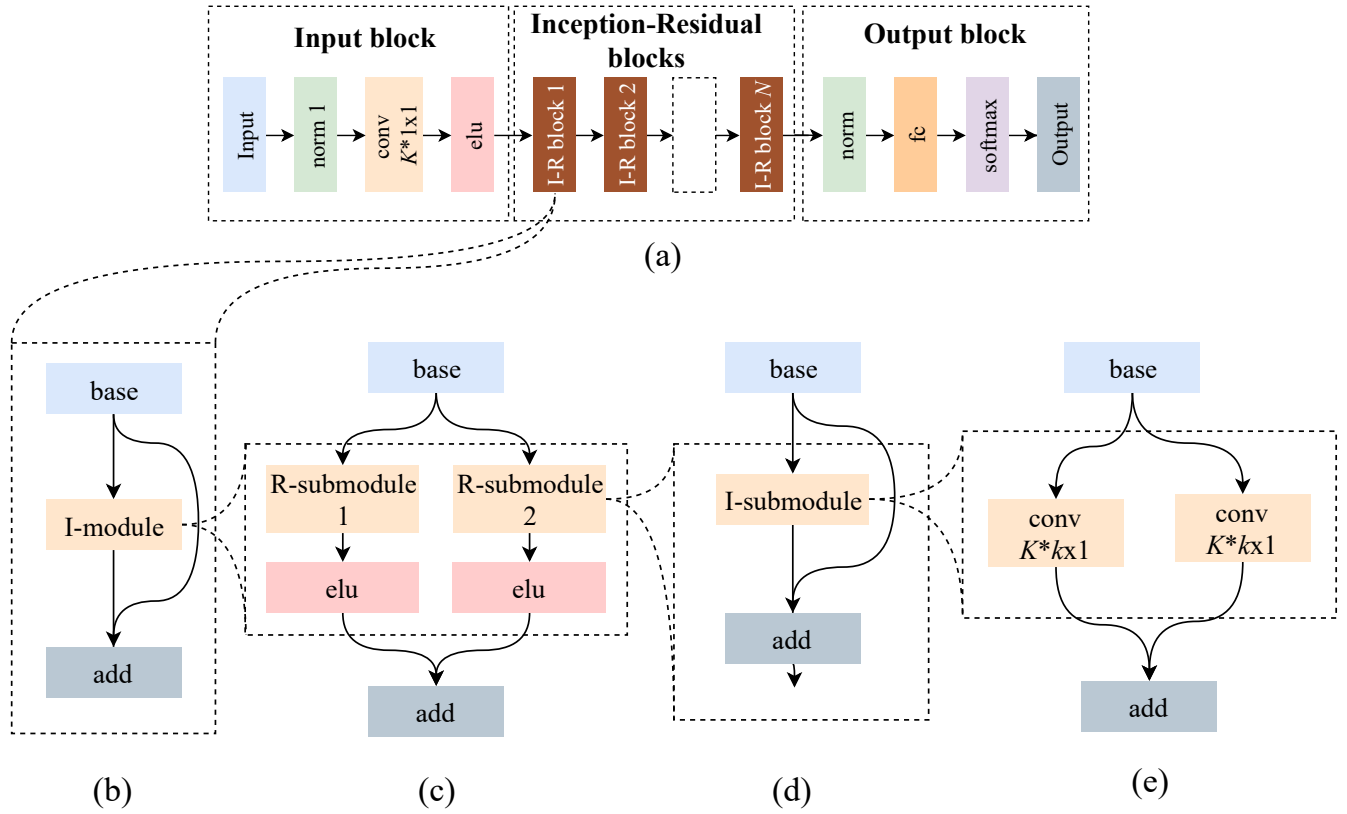 Input block
Inception-Residual
blocks
Output block
Input
norm 1
conv
K*1x1
elu
I-R block 1
I-R block 2
I-R block N
norm
fc
softmax
Output
(a)
base
I-module
add
(b)
base
R-submodule
1
R-submodule
2
elu
elu
add
(c)
base
I-submodule
add
(d)
base
conv
K*kx1
conv
K*kx1
add
(e)